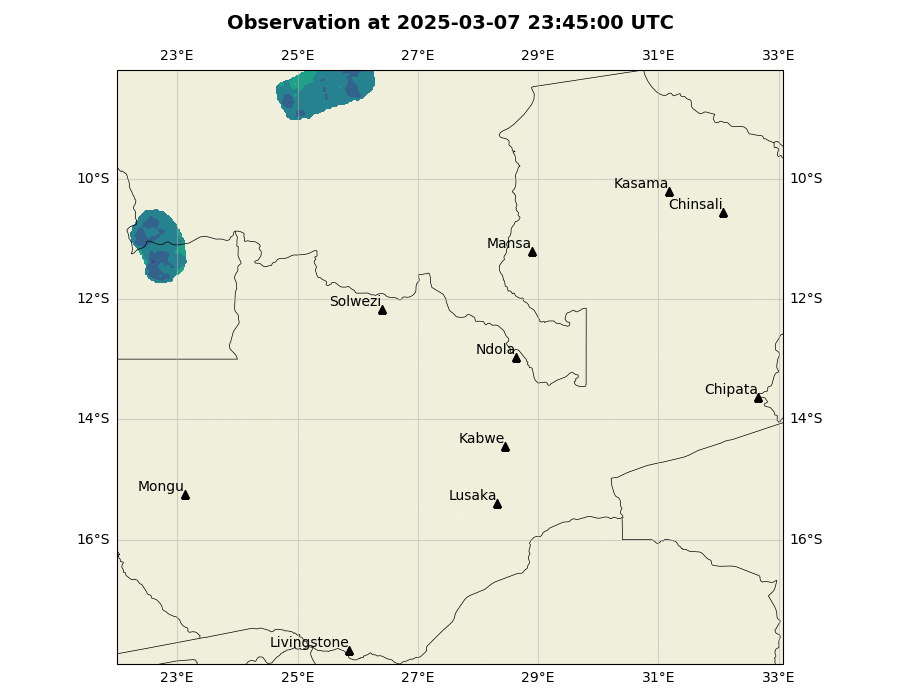 Observation at 2025-03-07 23:45:00 UTC
23°E 25°E 27°E 29°E 31°E 33°E
10°S 10°S
Kasama
Chinsali
Mansa
12°S 12°S
Solwezi
Ndola
Chipata
14°S 14°S
Kabwe
Mongu
Lusaka
16°S 16°S
Livingstone
23°E 25°E 27°E 29°E 31°E 33°E